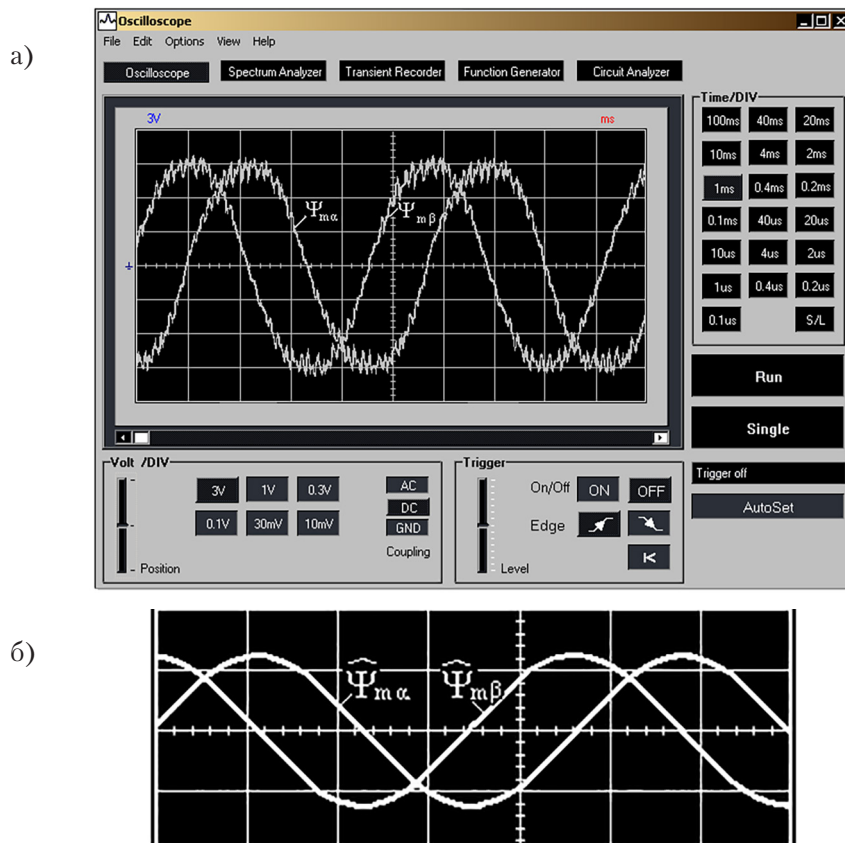 а)
Oscilloscope
File Edit Options View Help
Oscilloscope Spectrum Analyzer Transient Recorder Function Generator Circuit Analyzer
3V ms
Ψmα Ψmβ
Time/DIV
100ms 40ms 20ms
10ms 4ms 2ms
1ms 0.4ms 0.2ms
0.1ms 40us 20us
10us 4us 2us
1us 0.4us 0.2us
0.1us S/L
Run
Single
Trigger off
AutoSet
Volt /DIV
3V 1V 0.3V
0.1V 30mV 10mV
Position
AC
DC
GND
Coupling
Trigger
On/Off ON OFF
Edge
Level
б)
Ψ̂mα Ψ̂mβ